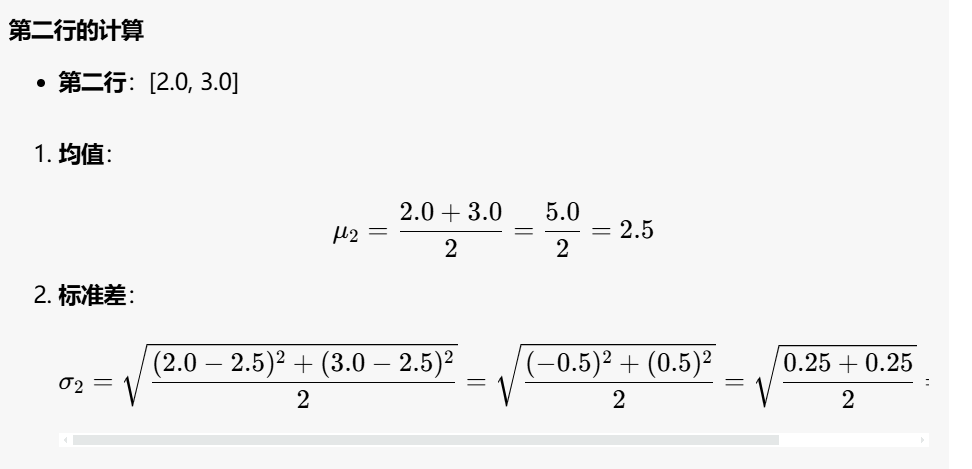 第二行的计算
• 第二行：[2.0, 3.0]
1. 均值：
μ₂ = (2.0 + 3.0)/2 = 5.0/2 = 2.5
2. 标准差：
σ₂ = √(((2.0 − 2.5)² + (3.0 − 2.5)²)/2) = √(((−0.5)² + (0.5)²)/2) = √((0.25 + 0.25)/2) =